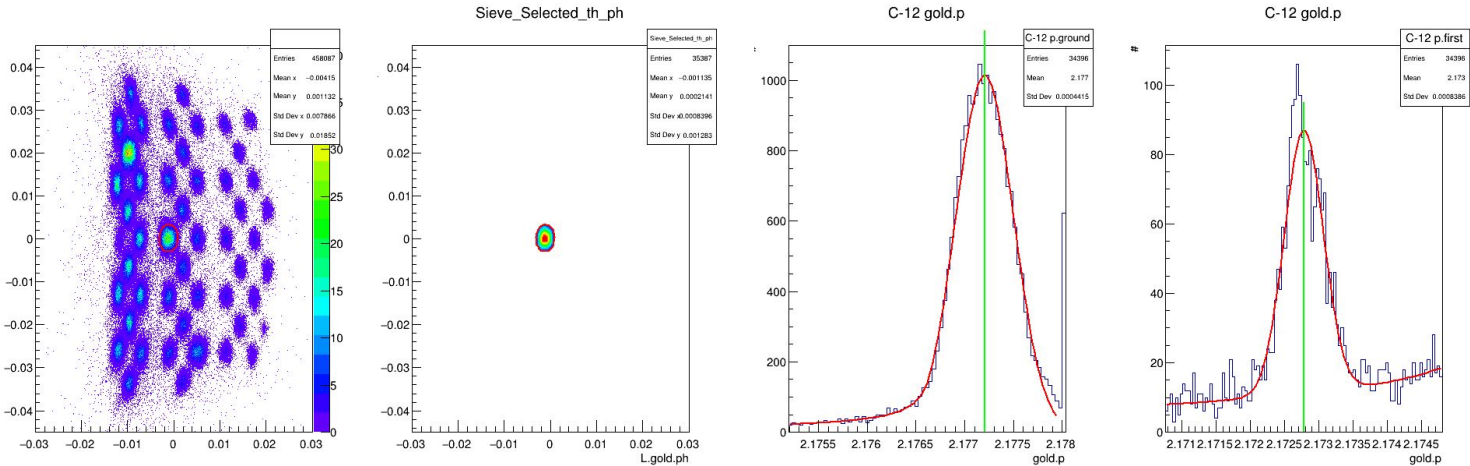 Entries 458087
Mean x −0.00415
Mean y 0.001132
Std Dev x 0.007866
Std Dev y 0.01852
0.04
0.03
0.02
0.01
0
−0.01
−0.02
−0.03
−0.04
30
25
20
15
10
5
0
−0.03 −0.02 −0.01 0 0.01 0.02 0.03
Sieve_Selected_th_ph
Sieve_Selected_th_ph
Entries 35387
Mean x −0.001135
Mean y 0.0002141
Std Dev x 0.0008396
Std Dev y 0.001283
0.04
0.03
0.02
0.01
0
−0.01
−0.02
−0.03
−0.04
−0.03 −0.02 −0.01 0 0.01 0.02 0.03
L.gold.ph
C-12 gold.p
C-12 p.ground
Entries 34396
Mean 2.177
Std Dev 0.0004415
1000
800
600
400
200
0
2.1755 2.176 2.1765 2.177 2.1775 2.178
gold.p
C-12 gold.p
#
C-12 p.first
Entries 34396
Mean 2.173
Std Dev 0.0008386
100
80
60
40
20
0
2.1711 2.17115 2.172 2.1725 2.173 2.1735 2.174 2.1745
gold.p